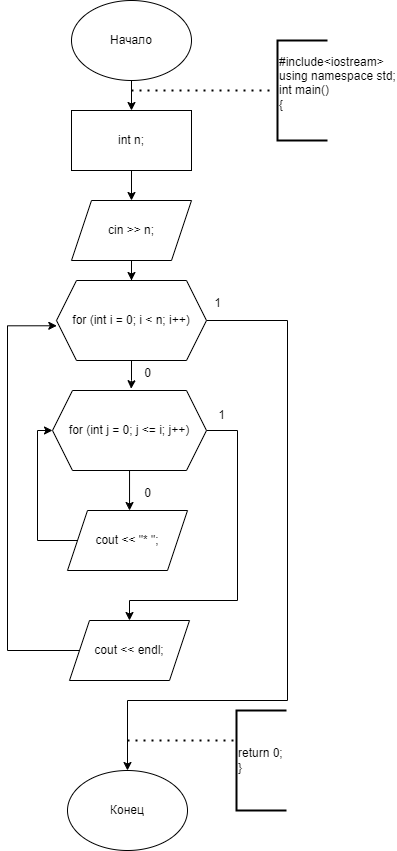 Начало
#include<iostream>
using namespace std;
int main()
{
int n;
cin >> n;
for (int i = 0; i < n; i++)
1
0
for (int j = 0; j <= i; j++)
1
0
cout << "* ";
cout << endl;
return 0;
}
Конец